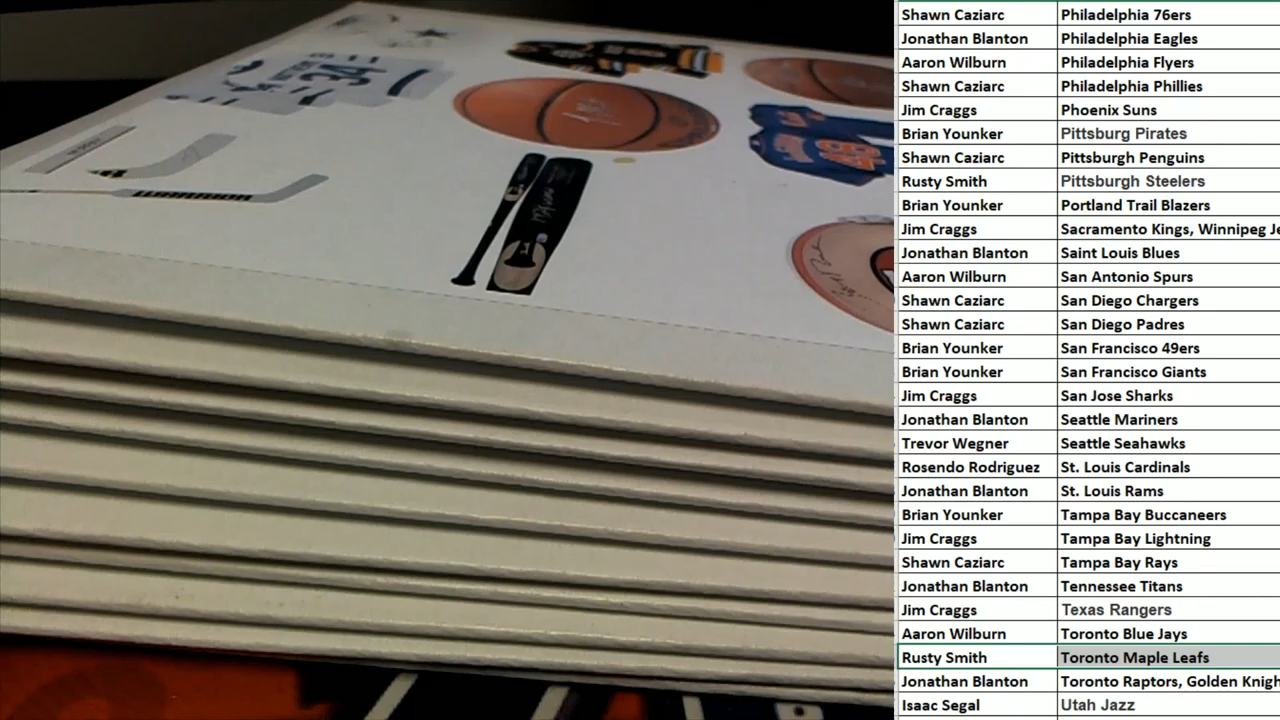 Shawn Caziarc Philadelphia 76ers
Jonathan Blanton Philadelphia Eagles
Aaron Wilburn Philadelphia Flyers
Shawn Caziarc Philadelphia Phillies
Jim Craggs Phoenix Suns
Brian Younker Pittsburg Pirates
Shawn Caziarc Pittsburgh Penguins
Rusty Smith Pittsburgh Steelers
Brian Younker Portland Trail Blazers
Jim Craggs Sacramento Kings, Winnipeg Je
Jonathan Blanton Saint Louis Blues
Aaron Wilburn San Antonio Spurs
Shawn Caziarc San Diego Chargers
Shawn Caziarc San Diego Padres
Brian Younker San Francisco 49ers
Brian Younker San Francisco Giants
Jim Craggs San Jose Sharks
Jonathan Blanton Seattle Mariners
Trevor Wegner Seattle Seahawks
Rosendo Rodriguez St. Louis Cardinals
Jonathan Blanton St. Louis Rams
Brian Younker Tampa Bay Buccaneers
Jim Craggs Tampa Bay Lightning
Shawn Caziarc Tampa Bay Rays
Jonathan Blanton Tennessee Titans
Jim Craggs Texas Rangers
Aaron Wilburn Toronto Blue Jays
Rusty Smith Toronto Maple Leafs
Jonathan Blanton Toronto Raptors, Golden Knigh
Isaac Segal Utah Jazz
34